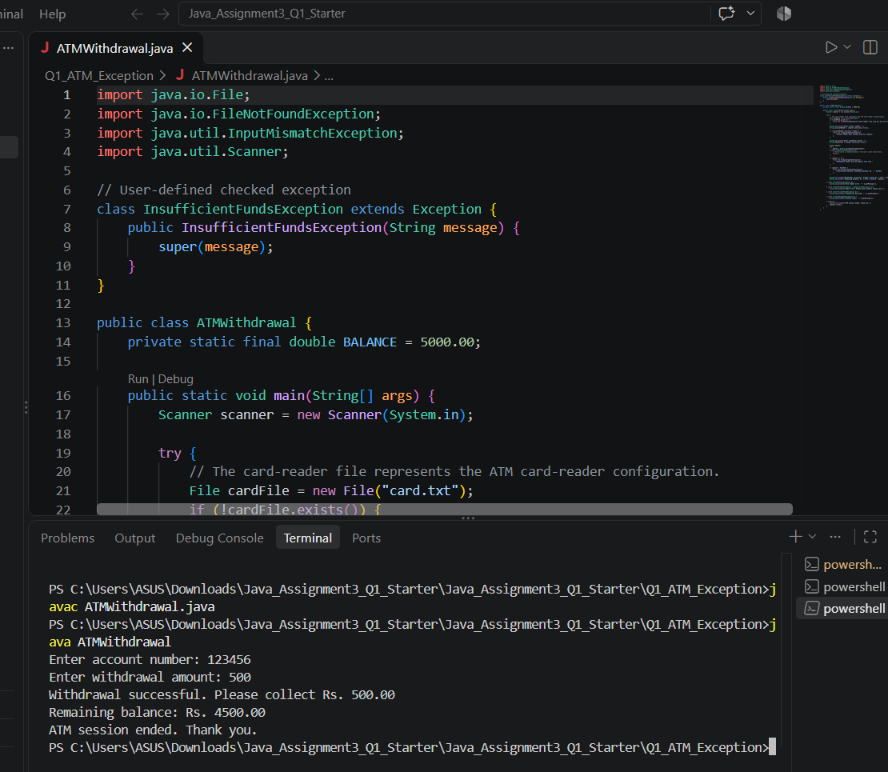 minal Help Java_Assignment3_Q1_Starter
J ATMWithdrawal.java
Q1_ATM_Exception > J ATMWithdrawal.java > ...
1 import java.io.File;
2 import java.io.FileNotFoundException;
3 import java.util.InputMismatchException;
4 import java.util.Scanner;
5
6 // User-defined checked exception
7 class InsufficientFundsException extends Exception {
8 public InsufficientFundsException(String message) {
9 super(message);
10 }
11 }
12
13 public class ATMWithdrawal {
14 private static final double BALANCE = 5000.00;
15
Run | Debug
16 public static void main(String[] args) {
17 Scanner scanner = new Scanner(System.in);
18
19 try {
20 // The card-reader file represents the ATM card-reader configuration.
21 File cardFile = new File("card.txt");
22 if (!cardFile.exists()) {
Problems Output Debug Console Terminal Ports
powersh...
powershell
powershell
PS C:\Users\ASUS\Downloads\Java_Assignment3_Q1_Starter\Java_Assignment3_Q1_Starter\Q1_ATM_Exception>j
avac ATMWithdrawal.java
PS C:\Users\ASUS\Downloads\Java_Assignment3_Q1_Starter\Java_Assignment3_Q1_Starter\Q1_ATM_Exception>j
ava ATMWithdrawal
Enter account number: 123456
Enter withdrawal amount: 500
Withdrawal successful. Please collect Rs. 500.00
Remaining balance: Rs. 4500.00
ATM session ended. Thank you.
PS C:\Users\ASUS\Downloads\Java_Assignment3_Q1_Starter\Java_Assignment3_Q1_Starter\Q1_ATM_Exception>